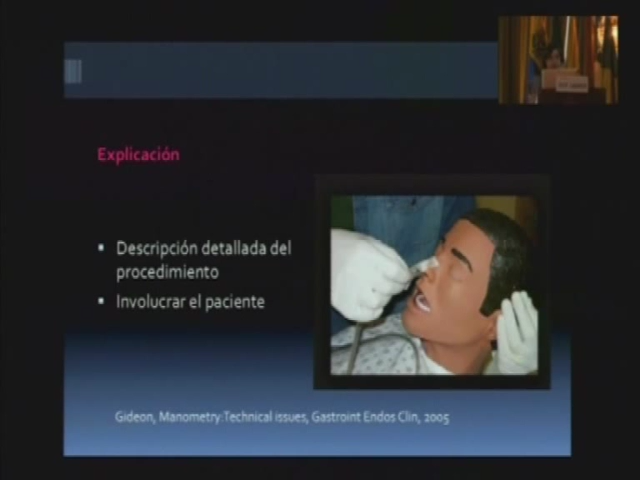 Explicación
▪ Descripción detallada del
procedimiento
▪ Involucrar el paciente
Gideon, Manometry:Technical issues, Gastroint Endos Clin, 2005